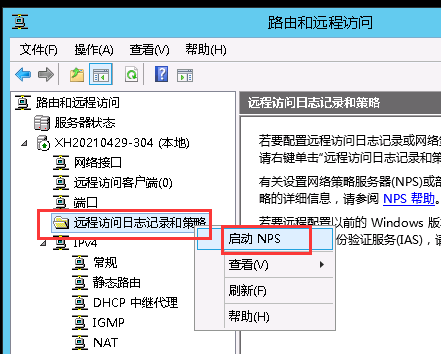 路由和远程访问
文件(F) 操作(A) 查看(V) 帮助(H)
路由和远程访问
服务器状态
XH20210429-304 (本地)
网络接口
远程访问客户端(0)
端口
远程访问日志记录和策略
IPv4
常规
静态路由
DHCP 中继代理
IGMP
NAT
远程访问日志记录和策略
若要配置远程访问日志记录或网络
请右键单击"远程访问日志记录和策
有关设置网络策略服务器(NPS)或部
略的详细信息，请参阅 NPS 帮助.
若要远程配置以前的 Windows 版
份验证服务(IAS)，请
启动 NPS
查看(V)
刷新(F)
帮助(H)